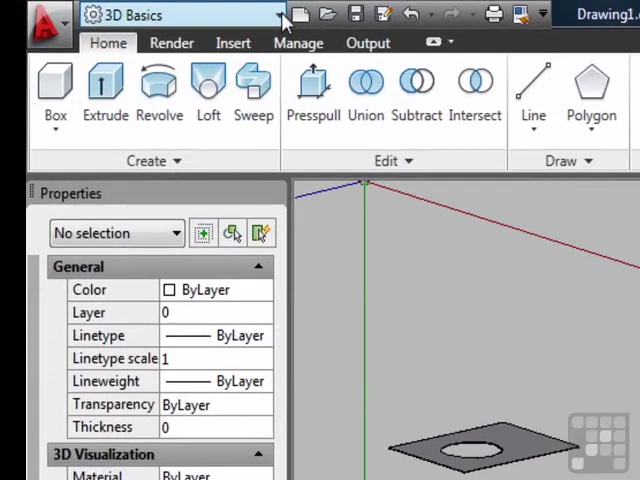 3D Basics
Drawing1.
Home Render Insert Manage Output
Box Extrude Revolve Loft Sweep Presspull Union Subtract Intersect Line Polygon
Create Edit Draw
Properties
No selection
General
Color ByLayer
Layer 0
Linetype ByLayer
Linetype scale 1
Lineweight ByLayer
Transparency ByLayer
Thickness 0
3D Visualization
Material ByLayer